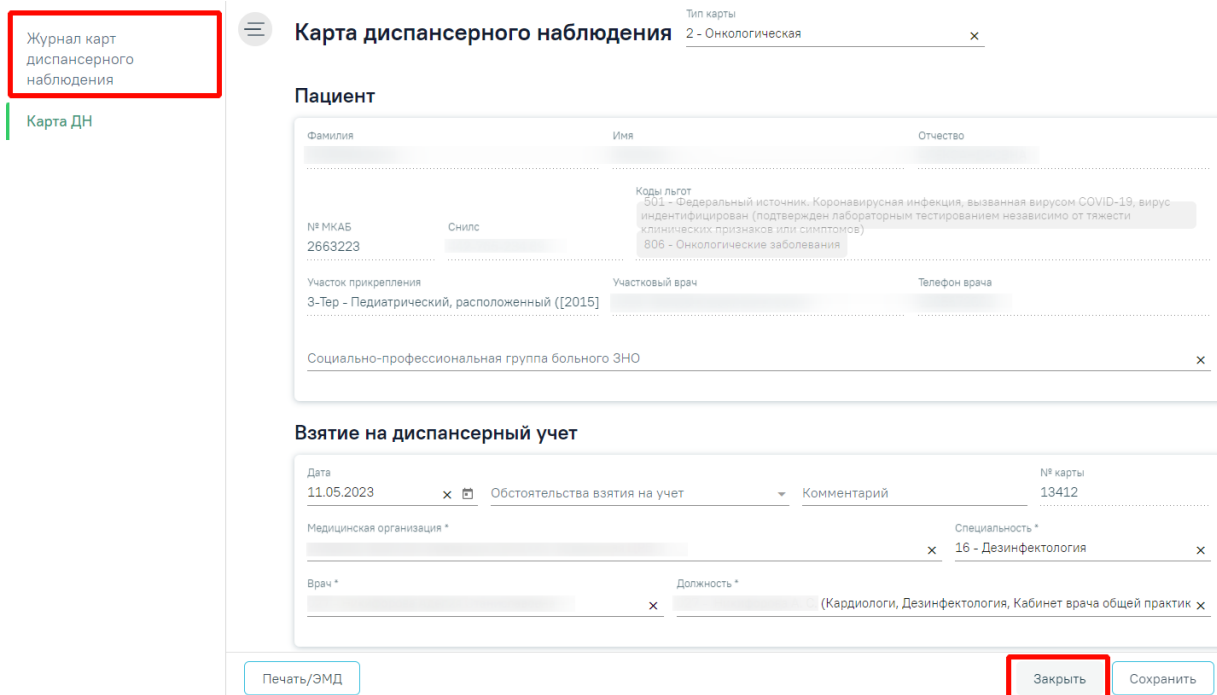 Журнал карт
диспансерного
наблюдения
Карта ДН
Карта диспансерного наблюдения
Тип карты
2 - Онкологическая
Пациент
Фамилия
Имя
Отчество
Коды льгот
501 - Федеральный источник. Коронавирусная инфекция, вызванная вирусом COVID-19, вирус
индентифицирован (подтвержден лабораторным тестированием независимо от тяжести
клинических признаков или симптомов)
806 - Онкологические заболевания
№ МКАБ
2663223
Снилс
Участок прикрепления
3-Тер - Педиатрический, расположенный ([2015]
Участковый врач
Телефон врача
Социально-профессиональная группа больного ЗНО
Взятие на диспансерный учет
Дата
11.05.2023
Обстоятельства взятия на учет
Комментарий
№ карты
13412
Медицинская организация *
Специальность *
16 - Дезинфектология
Врач *
Должность *
(Кардиологи, Дезинфектология, Кабинет врача общей практик
Печать/ЭМД
Закрыть
Сохранить